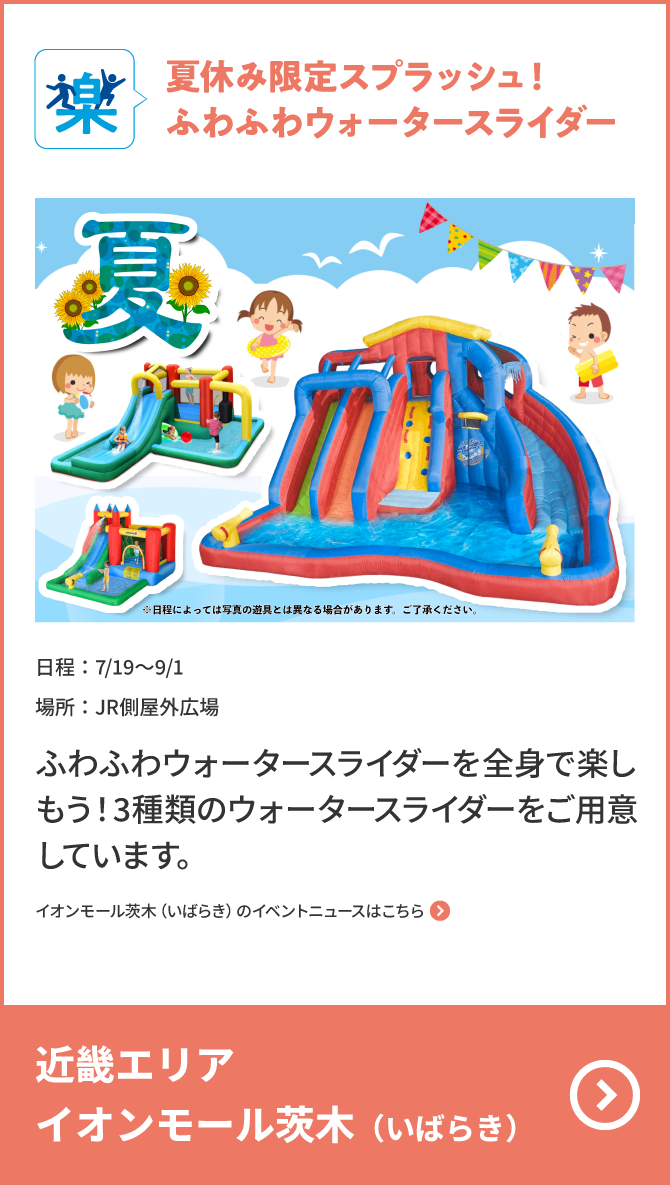 楽
夏休み限定スプラッシュ！
ふわふわウォータースライダー
夏
※日程によっては写真の遊具とは異なる場合があります。ご了承ください。
日程：7/19〜9/1
場所：JR側屋外広場
ふわふわウォータースライダーを全身で楽し
もう！3種類のウォータースライダーをご用意
しています。
イオンモール茨木（いばらき）のイベントニュースはこちら
近畿エリア
イオンモール茨木（いばらき）